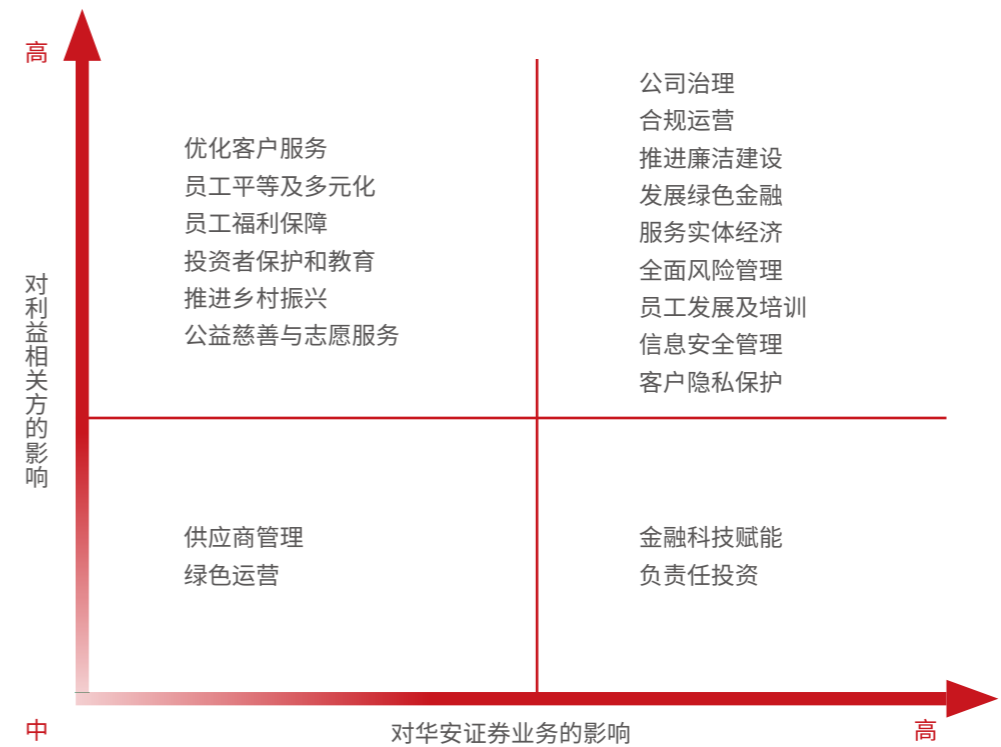 高
对利益相关方的影响
优化客户服务
员工平等及多元化
员工福利保障
投资者保护和教育
推进乡村振兴
公益慈善与志愿服务
公司治理
合规运营
推进廉洁建设
发展绿色金融
服务实体经济
全面风险管理
员工发展及培训
信息安全管理
客户隐私保护
供应商管理
绿色运营
金融科技赋能
负责任投资
中
对华安证券业务的影响
高